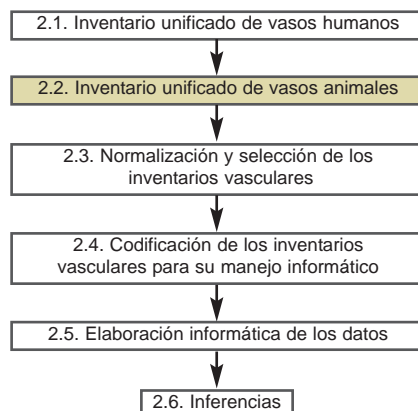 2.1. Inventario unificado de vasos humanos
2.2. Inventario unificado de vasos animales
2.3. Normalización y selección de los
inventarios vasculares
2.4. Codificación de los inventarios
vasculares para su manejo informático
2.5. Elaboración informática de los datos
2.6. Inferencias